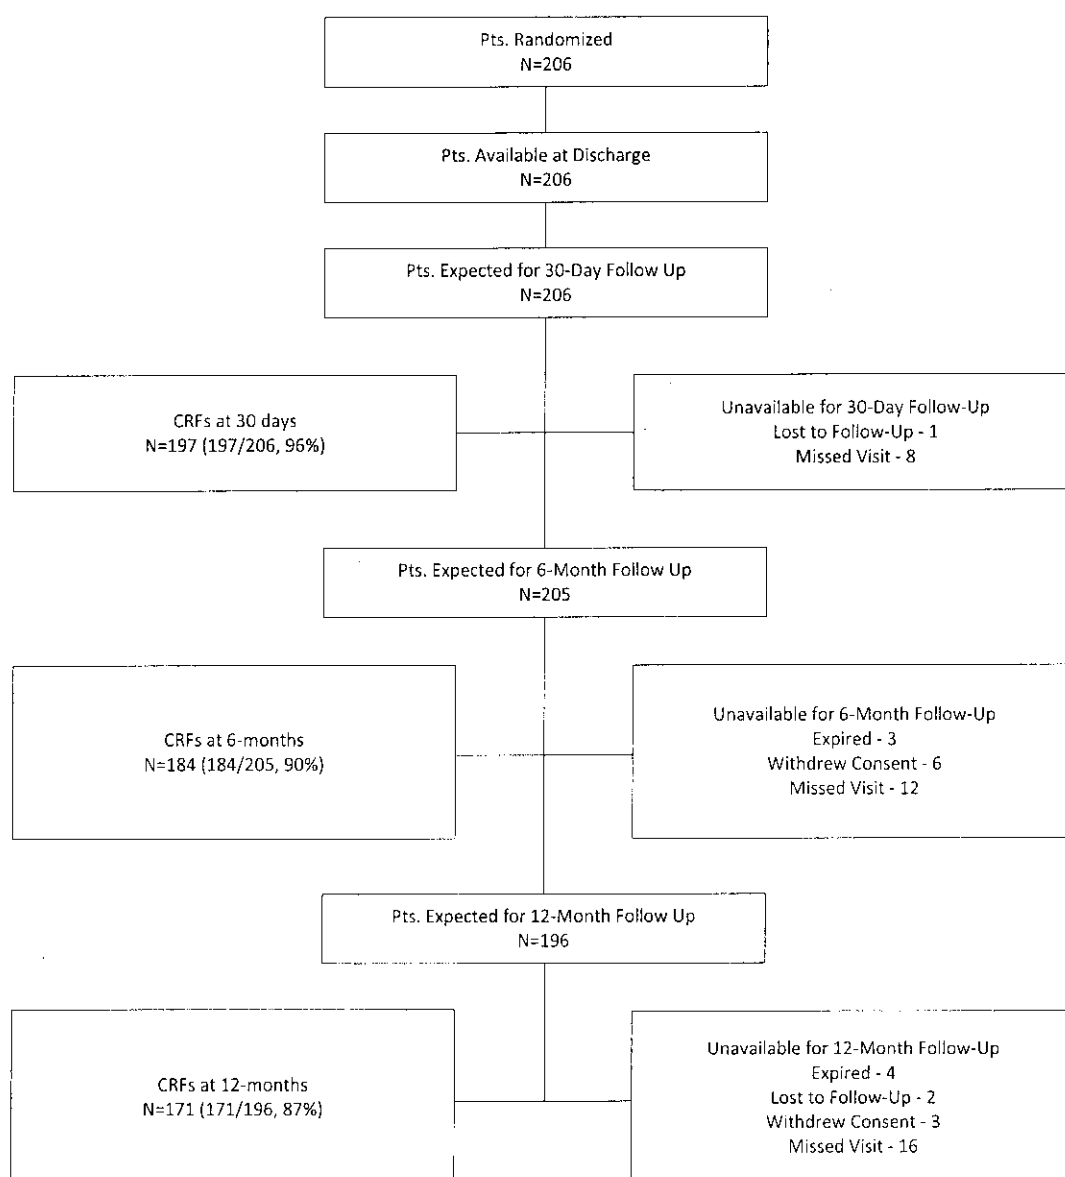 Pts. Randomized
N=206
Pts. Available at Discharge
N=206
Pts. Expected for 30-Day Follow Up
N=206
CRFs at 30 days
N=197 (197/206, 96%)
Unavailable for 30-Day Follow-Up
Lost to Follow-Up - 1
Missed Visit - 8
Pts. Expected for 6-Month Follow Up
N=205
CRFs at 6-months
N=184 (184/205, 90%)
Unavailable for 6-Month Follow-Up
Expired - 3
Withdrew Consent - 6
Missed Visit - 12
Pts. Expected for 12-Month Follow Up
N=196
CRFs at 12-months
N=171 (171/196, 87%)
Unavailable for 12-Month Follow-Up
Expired - 4
Lost to Follow-Up - 2
Withdrew Consent - 3
Missed Visit - 16